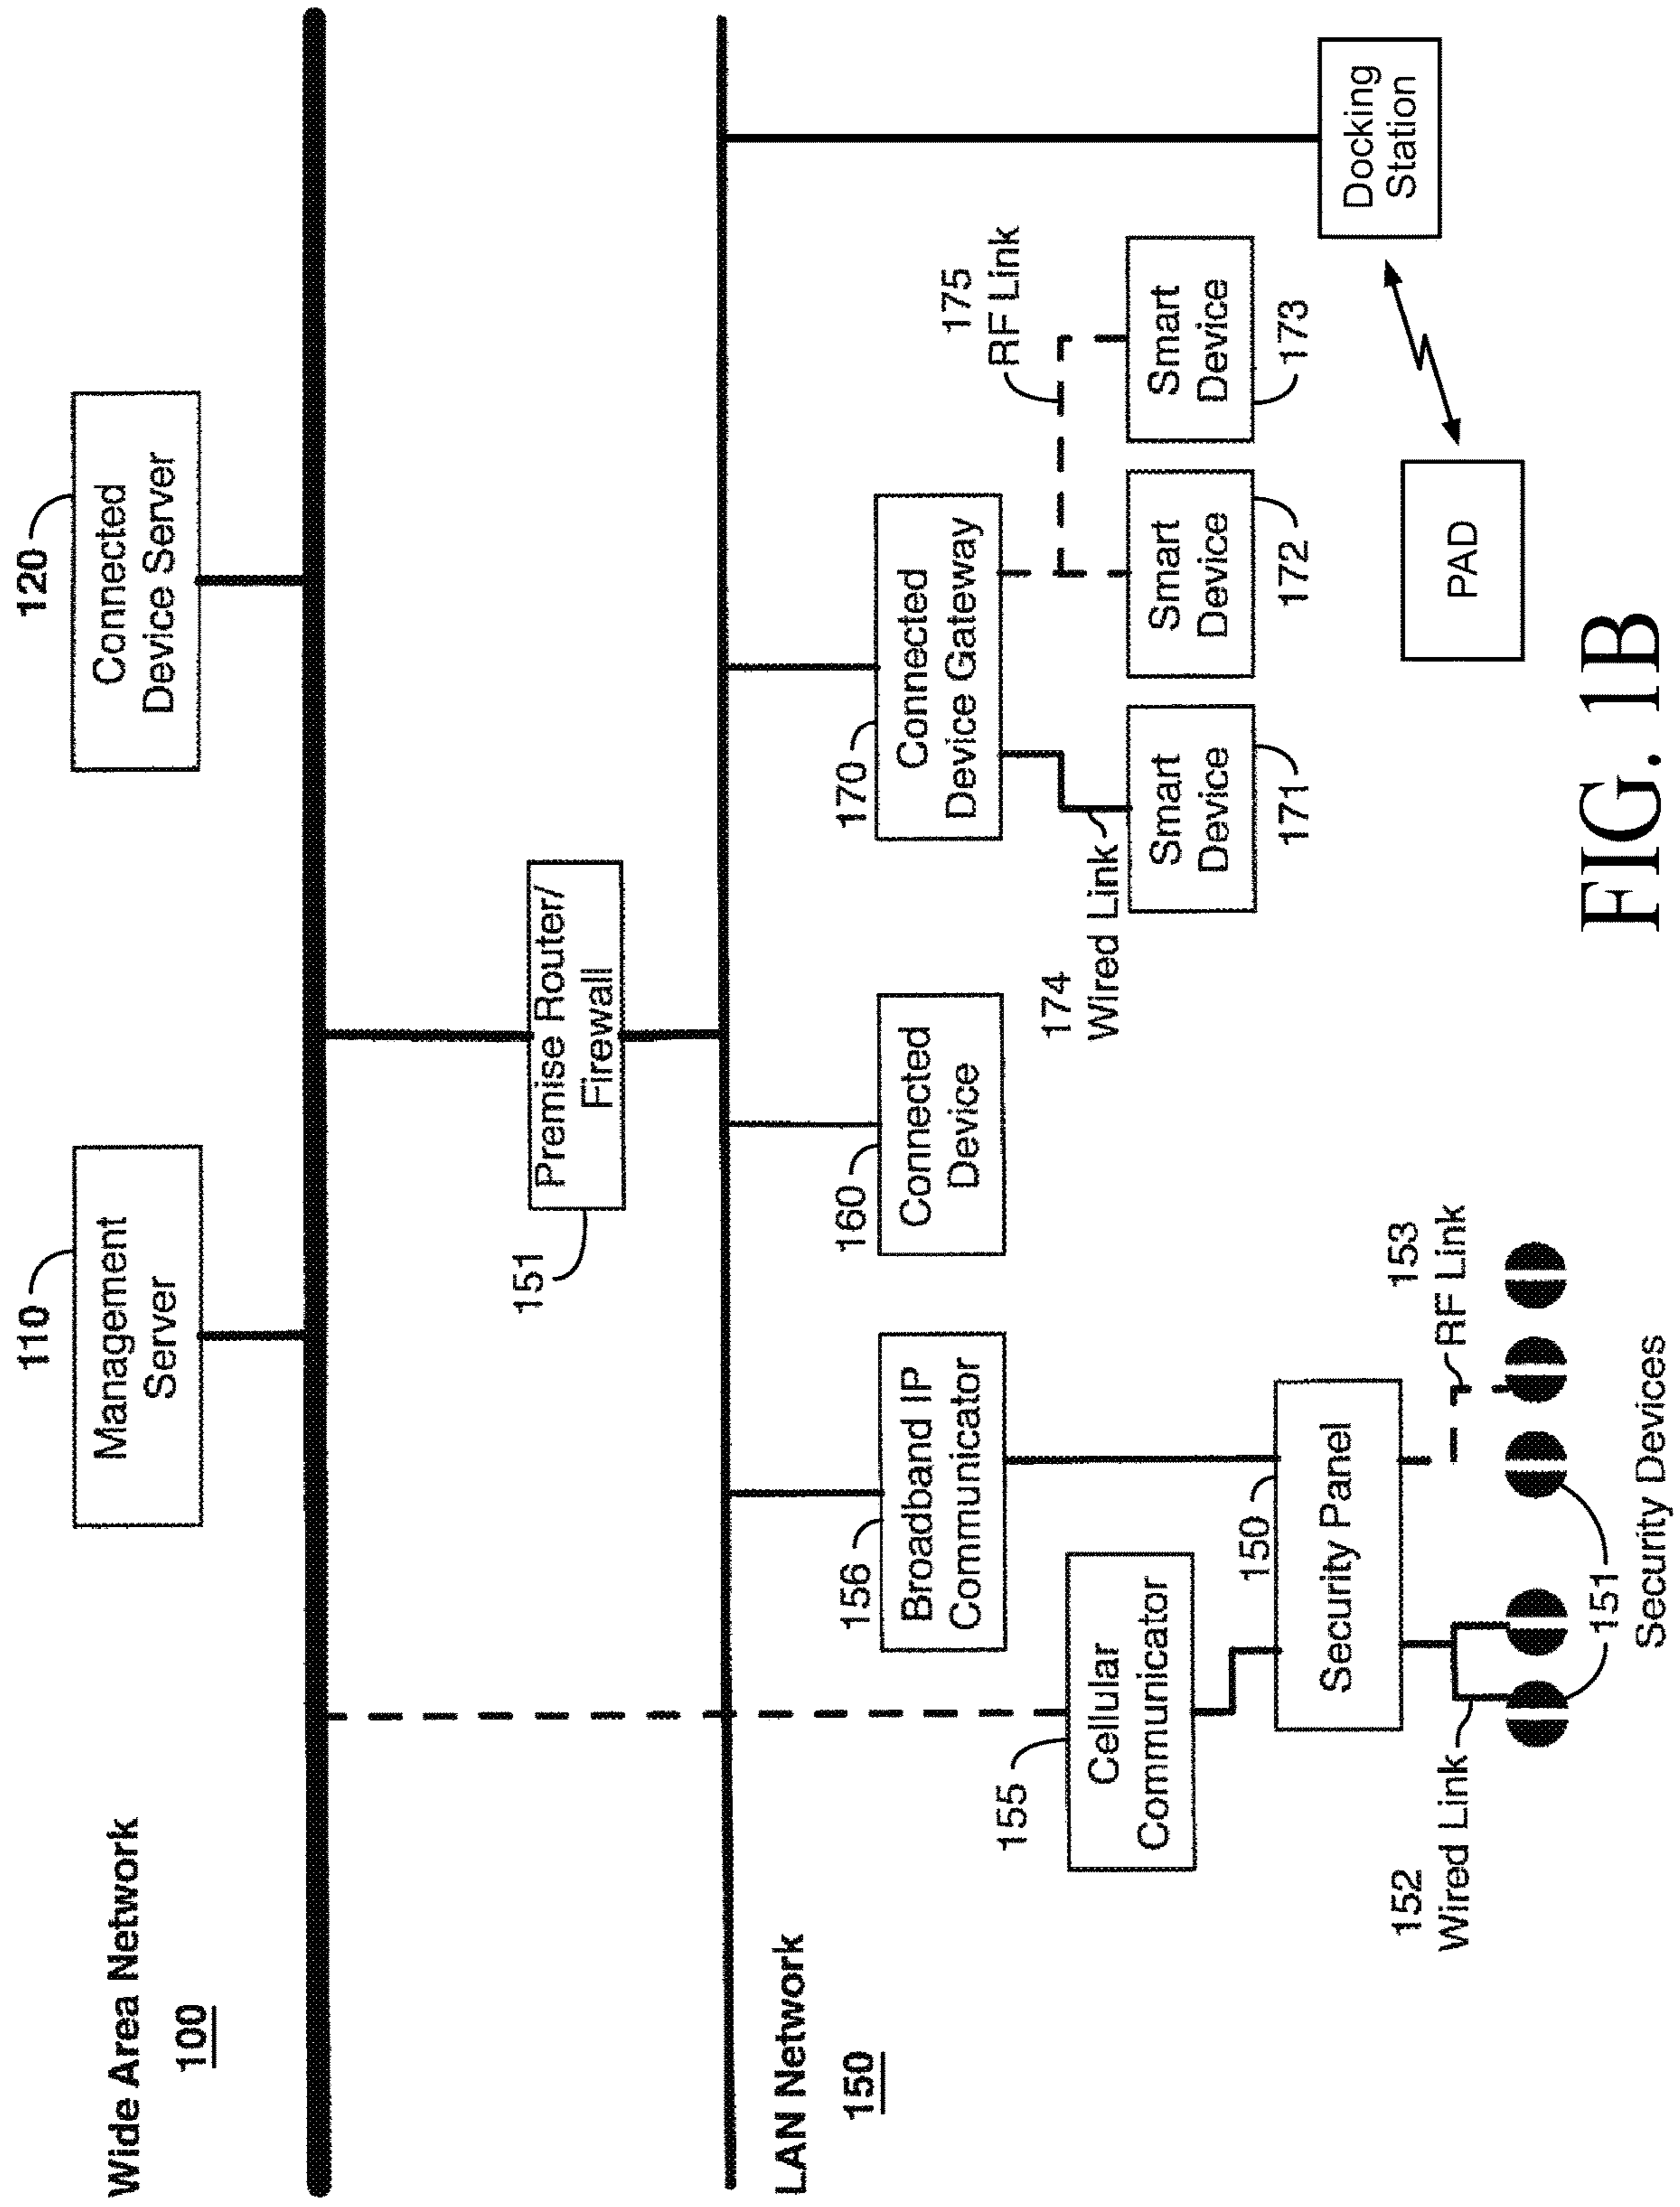 110
Management
Server
120
Connected
Device Server
Wide Area Network
100
151
Premise Router/
Firewall
LAN Network
150
156
Broadband IP
Communicator
160
Connected
Device
170
Connected
Device Gateway
155
Cellular
Communicator
174
Wired Link
175
RF Link
Smart
Device
171
Smart
Device
172
Smart
Device
173
150
Security Panel
Docking
Station
152
Wired Link
153
RF Link
151
Security Devices
PAD
FIG. 1B